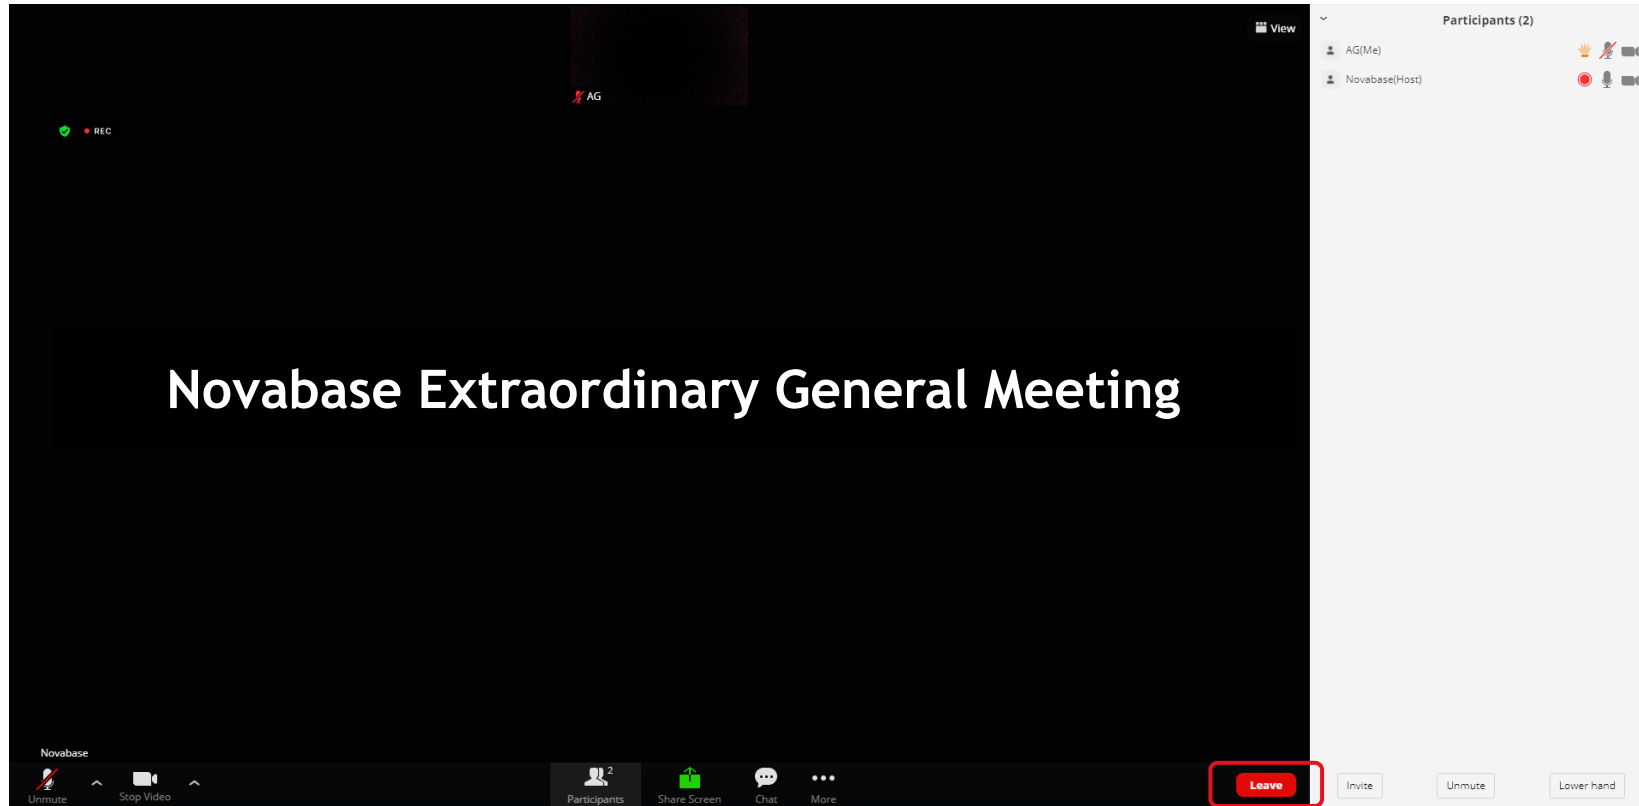 View
AG
REC
Novabase Extraordinary General Meeting
Novabase
Unmute
Stop Video
2
Participants
Share Screen
Chat
More
Leave
Participants (2)
AG(Me)
Novabase(Host)
Invite
Unmute
Lower hand